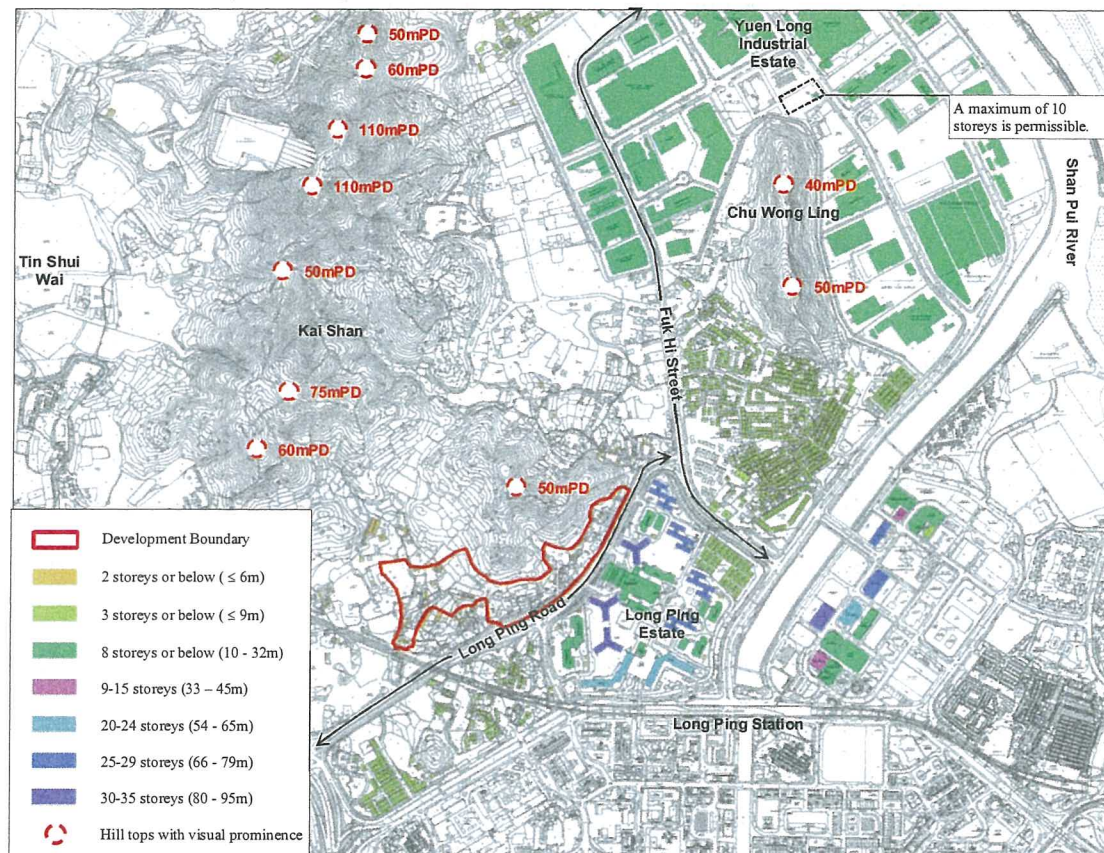 50mPD
Yuen Long
Industrial
Estate
60mPD
A maximum of 10
storeys is permissible.
110mPD
Shan Pui River
110mPD
40mPD
Chu Wong Ling
Tin Shui
Wai
50mPD
50mPD
Kai Shan
Fuk Hi Street
75mPD
60mPD
50mPD
Long Ping Road
Long Ping
Estate
Long Ping Station
Development Boundary
2 storeys or below ( ≤ 6m)
3 storeys or below ( ≤ 9m)
8 storeys or below (10 - 32m)
9-15 storeys (33 – 45m)
20-24 storeys (54 - 65m)
25-29 storeys (66 - 79m)
30-35 storeys (80 - 95m)
Hill tops with visual prominence